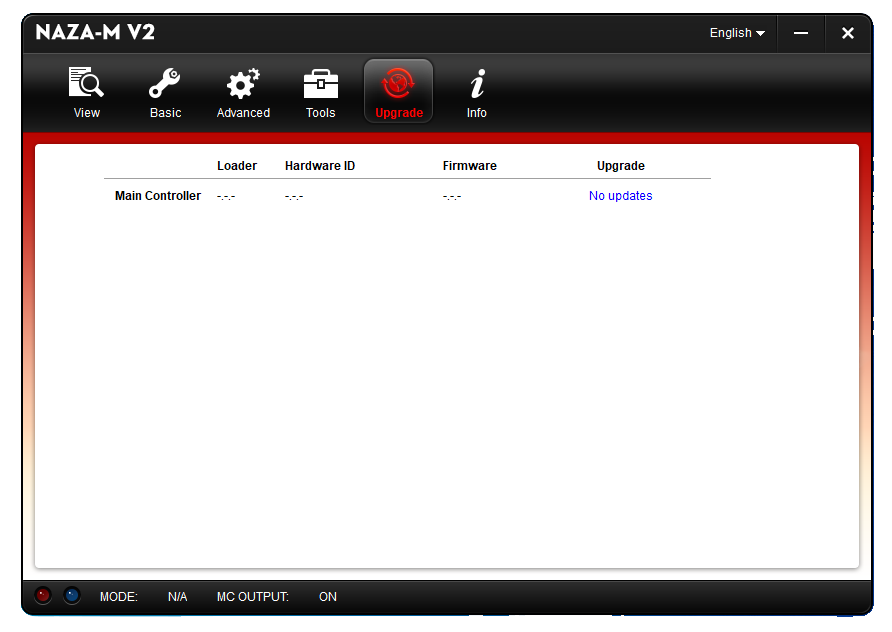 NAZA-M V2 English
View Basic Advanced Tools Upgrade Info
Loader Hardware ID Firmware Upgrade
Main Controller -.-.- -.-.- -.-.- No updates
MODE: N/A MC OUTPUT: ON